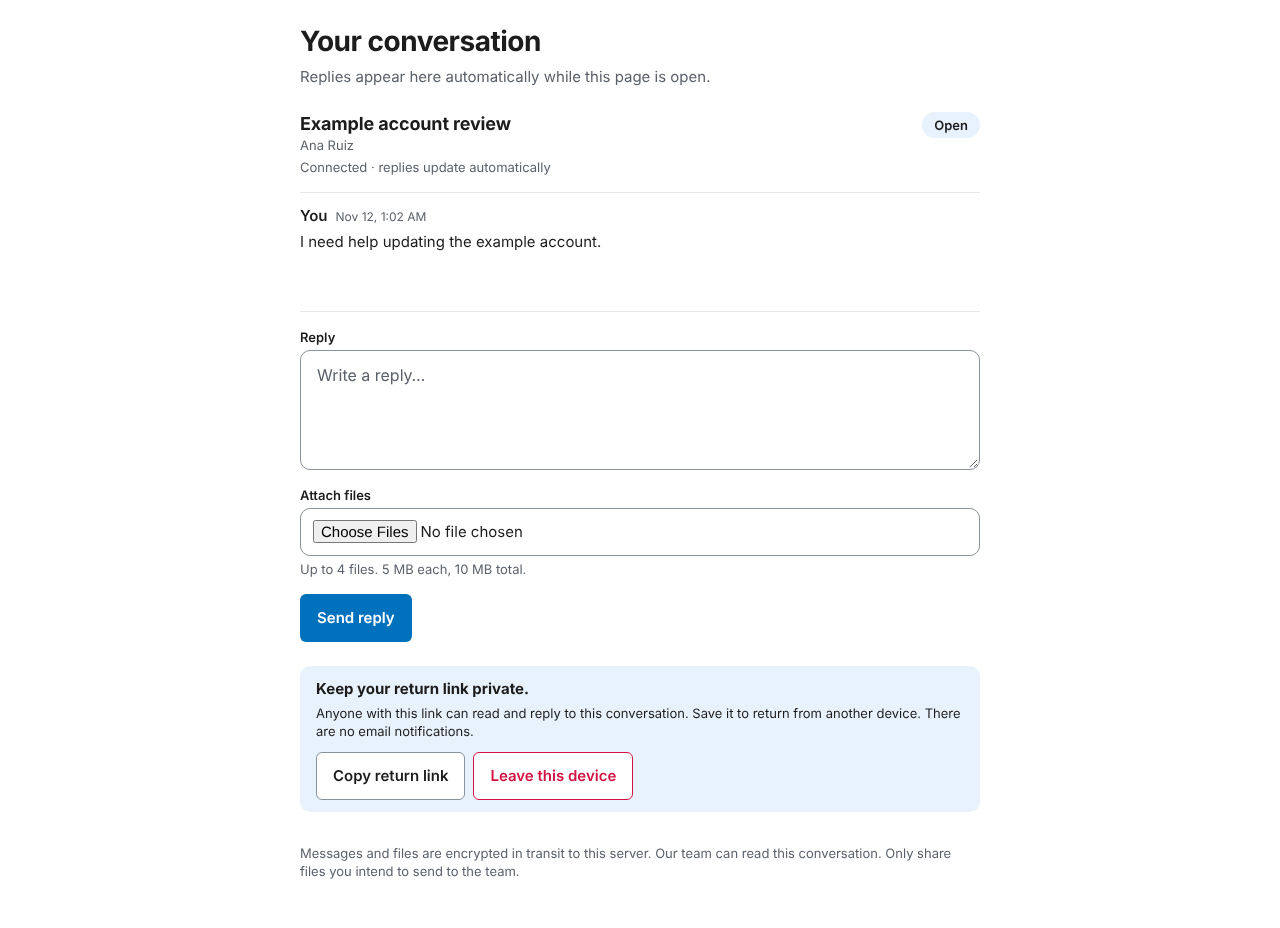 Your conversation
Replies appear here automatically while this page is open.
Example account review
Open
Ana Ruiz
Connected · replies update automatically
You Nov 12, 1:02 AM
I need help updating the example account.
Reply
Write a reply...
Attach files
Choose Files No file chosen
Up to 4 files. 5 MB each, 10 MB total.
Send reply
Keep your return link private.
Anyone with this link can read and reply to this conversation. Save it to return from another device. There
are no email notifications.
Copy return link Leave this device
Messages and files are encrypted in transit to this server. Our team can read this conversation. Only share
files you intend to send to the team.